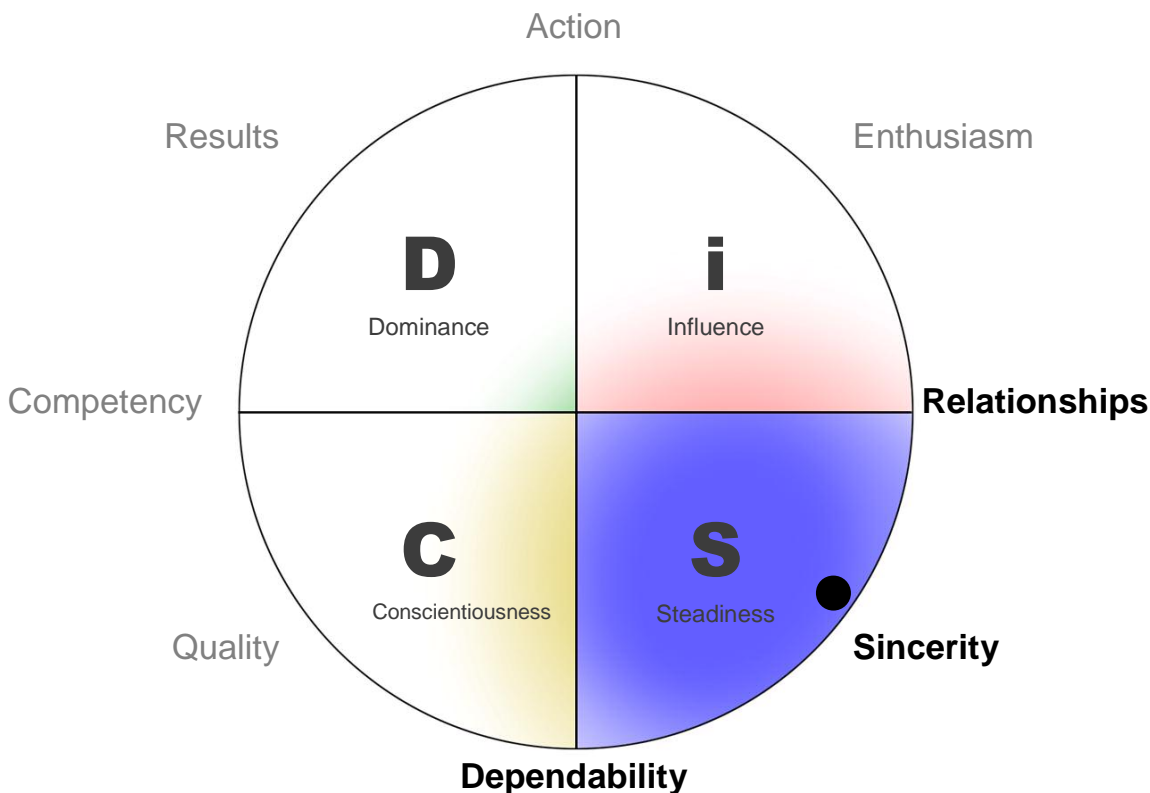 Action
Results
Enthusiasm
D
i
Dominance
Influence
Competency
Relationships
C
S
Conscientiousness
Steadiness
Quality
Sincerity
Dependability